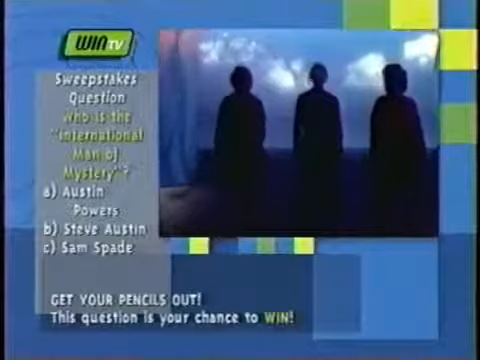 WIN TV
Sweepstakes
Question
Who is the
"International
Man of
Mystery"?
a) Austin
Powers
b) Steve Austin
c) Sam Spade
GET YOUR PENCILS OUT!
This question is your chance to WIN!